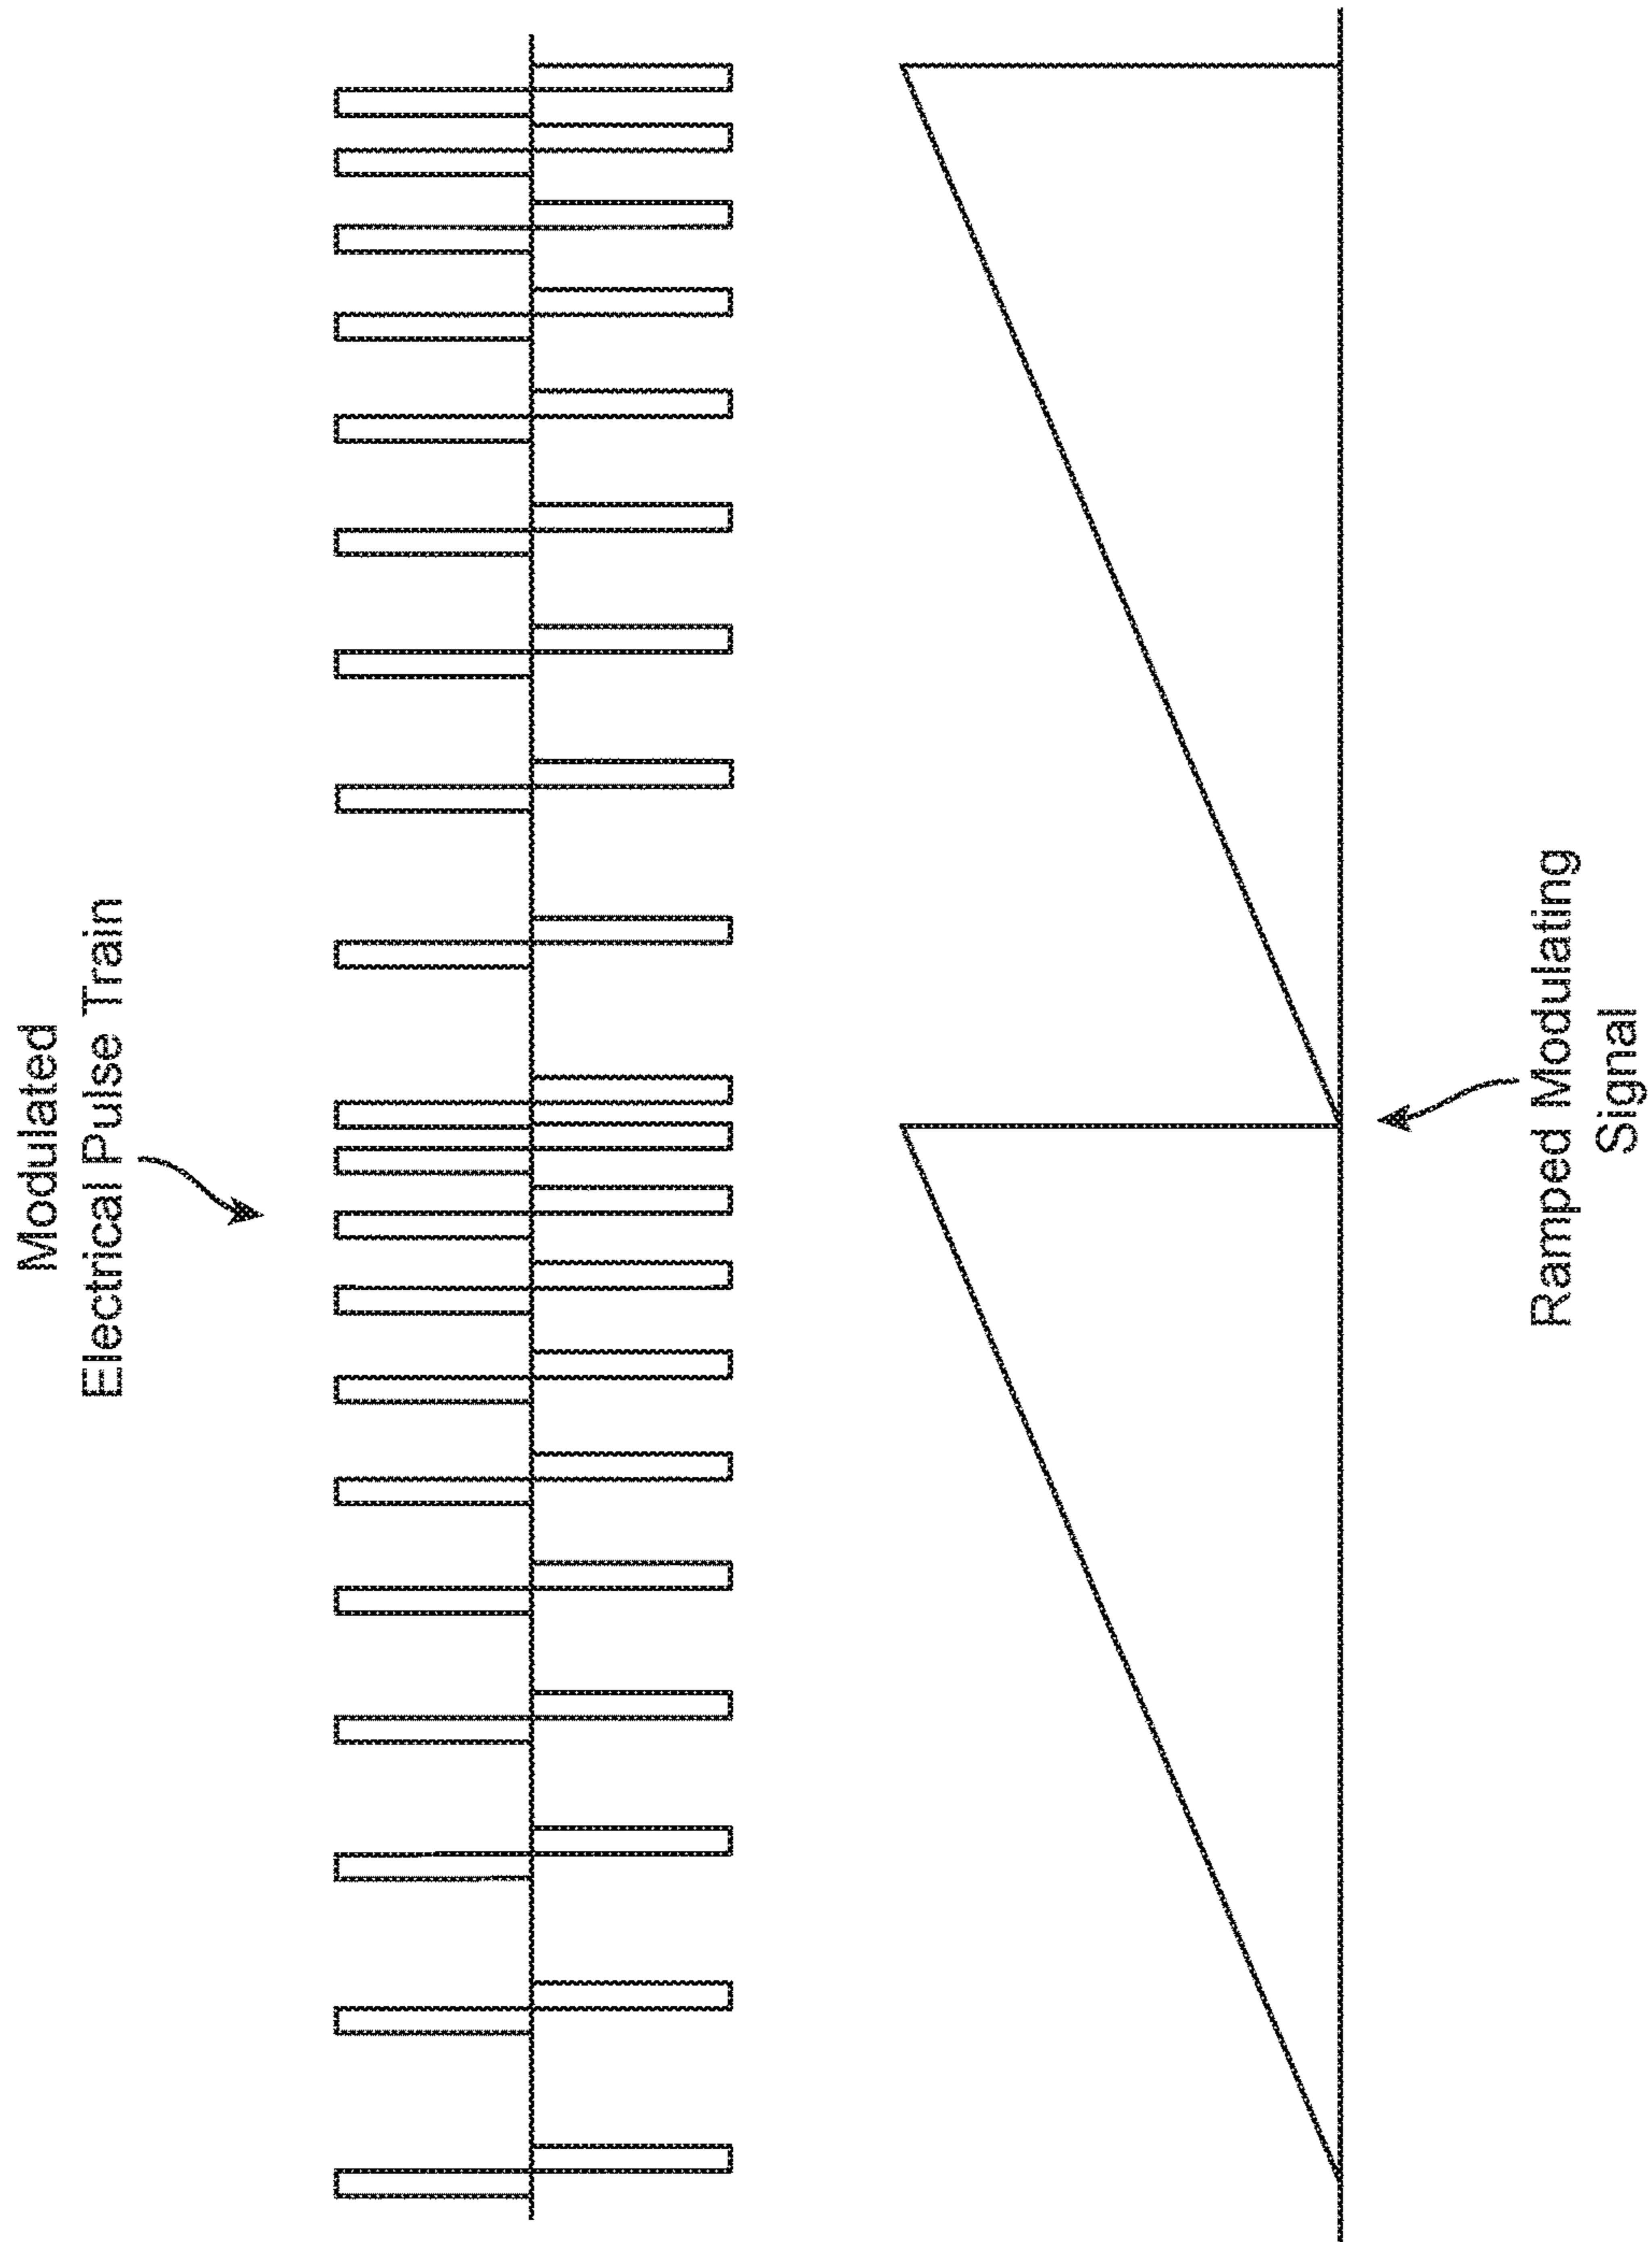 Modulated
Electrical Pulse Train
Ramped Modulating
Signal